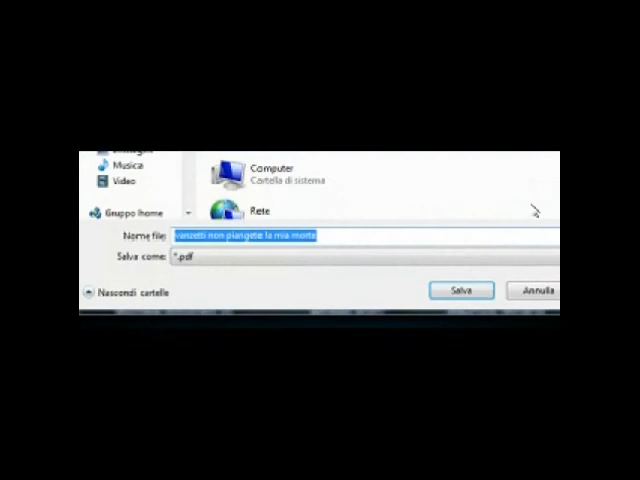 Musica
Video
Gruppo home
Computer
Cartella di sistema
Rete
Nome file: vanzetti non piangete la mia morte
Salva come: *.pdf
Nascondi cartelle
Salva
Annulla